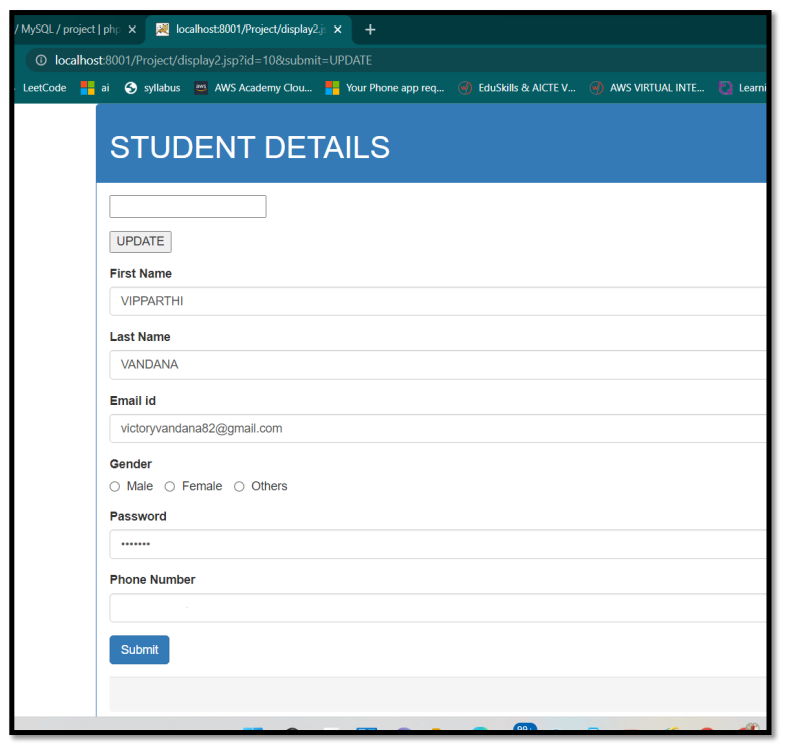 / MySQL / project | php
localhost:8001/Project/display2.j
localhost:8001/Project/display2.jsp?id=10&submit=UPDATE
LeetCode ai syllabus aws AWS Academy Clou... Your Phone app req... EduSkills & AICTE V... AWS VIRTUAL INTE... Learni
STUDENT DETAILS
UPDATE
First Name
VIPPARTHI
Last Name
VANDANA
Email id
victoryvandana82@gmail.com
Gender
Male Female Others
Password
•••••••
Phone Number
Submit